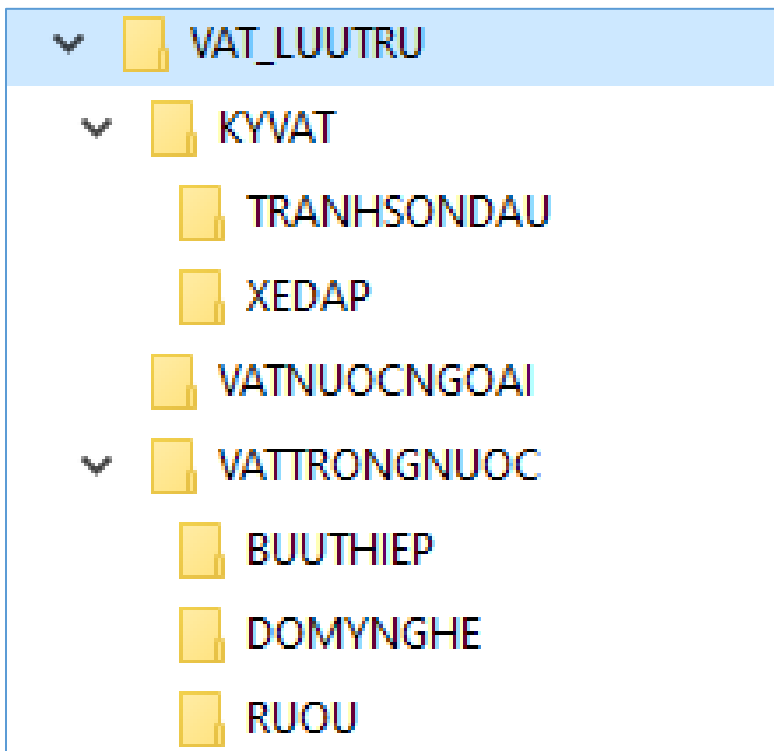 VAT_LUUTRU
KYVAT
TRANHSONDAU
XEDAP
VATNUOCNGOAI
VATTRONGNUOC
BUUTHIEP
DOMYNGHE
RUOU